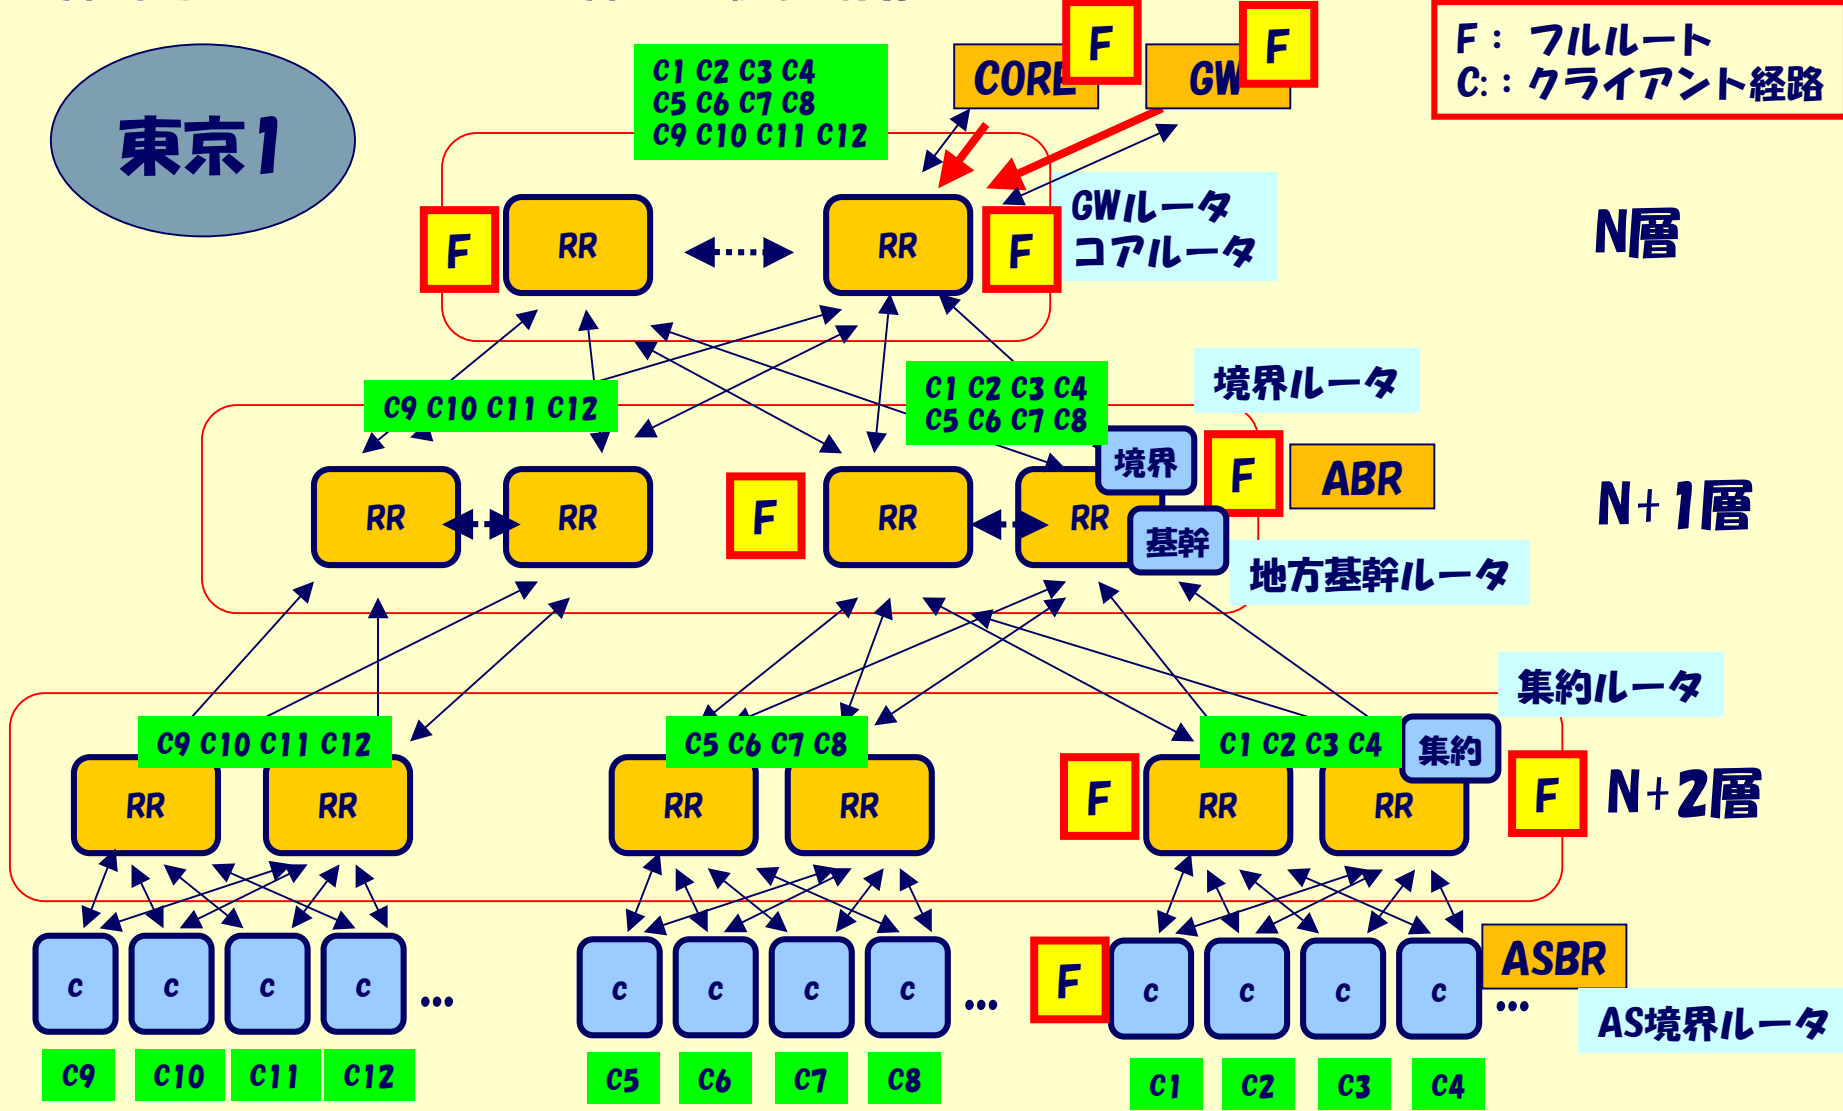 F： フルルート
C:：クライアント経路
東京1
C1 C2 C3 C4
C5 C6 C7 C8
C9 C10 C11 C12
CORE
F
GW
F
F
RR
RR
F
GWルータ
コアルータ
N層
C9 C10 C11 C12
C1 C2 C3 C4
C5 C6 C7 C8
境界ルータ
RR
RR
F
RR
RR
境界
基幹
F
ABR
N+1層
地方基幹ルータ
集約ルータ
C9 C10 C11 C12
C5 C6 C7 C8
C1 C2 C3 C4
集約
RR
RR
RR
RR
F
RR
RR
F
N+2層
c
c
c
c
...
c
c
c
c
...
F
c
c
c
c
...
ASBR
AS境界ルータ
C9
C10
C11
C12
C5
C6
C7
C8
C1
C2
C3
C4